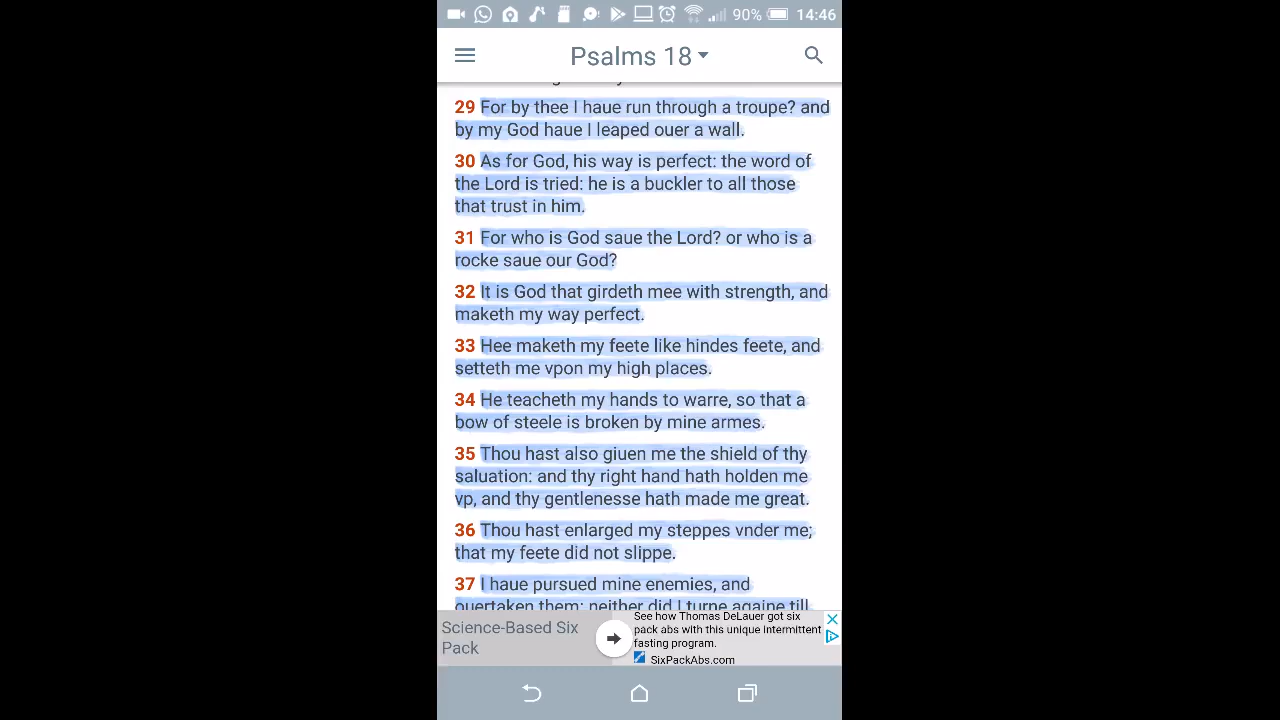 90% 14:46
Psalms 18
29 For by thee I haue run through a troupe? and
by my God haue I leaped ouer a wall.
30 As for God, his way is perfect: the word of
the Lord is tried: he is a buckler to all those
that trust in him.
31 For who is God saue the Lord? or who is a
rocke saue our God?
32 It is God that girdeth mee with strength, and
maketh my way perfect.
33 Hee maketh my feete like hindes feete, and
setteth me vpon my high places.
34 He teacheth my hands to warre, so that a
bow of steele is broken by mine armes.
35 Thou hast also giuen me the shield of thy
saluation: and thy right hand hath holden me
vp, and thy gentlenesse hath made me great.
36 Thou hast enlarged my steppes vnder me;
that my feete did not slippe.
37 I haue pursued mine enemies, and
ouertaken them: neither did I turne againe till
Science-Based Six
Pack
See how Thomas DeLauer got six
pack abs with this unique intermittent
fasting program.
SixPackAbs.com